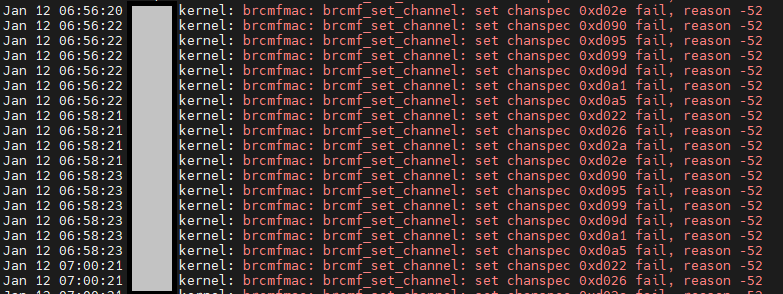 Jan 12 06:56:20 kernel: brcmfmac: brcmf_set_channel: set chanspec 0xd02e fail, reason -52
Jan 12 06:56:22 kernel: brcmfmac: brcmf_set_channel: set chanspec 0xd090 fail, reason -52
Jan 12 06:56:22 kernel: brcmfmac: brcmf_set_channel: set chanspec 0xd095 fail, reason -52
Jan 12 06:56:22 kernel: brcmfmac: brcmf_set_channel: set chanspec 0xd099 fail, reason -52
Jan 12 06:56:22 kernel: brcmfmac: brcmf_set_channel: set chanspec 0xd09d fail, reason -52
Jan 12 06:56:22 kernel: brcmfmac: brcmf_set_channel: set chanspec 0xd0a1 fail, reason -52
Jan 12 06:56:22 kernel: brcmfmac: brcmf_set_channel: set chanspec 0xd0a5 fail, reason -52
Jan 12 06:58:21 kernel: brcmfmac: brcmf_set_channel: set chanspec 0xd022 fail, reason -52
Jan 12 06:58:21 kernel: brcmfmac: brcmf_set_channel: set chanspec 0xd026 fail, reason -52
Jan 12 06:58:21 kernel: brcmfmac: brcmf_set_channel: set chanspec 0xd02a fail, reason -52
Jan 12 06:58:21 kernel: brcmfmac: brcmf_set_channel: set chanspec 0xd02e fail, reason -52
Jan 12 06:58:23 kernel: brcmfmac: brcmf_set_channel: set chanspec 0xd090 fail, reason -52
Jan 12 06:58:23 kernel: brcmfmac: brcmf_set_channel: set chanspec 0xd095 fail, reason -52
Jan 12 06:58:23 kernel: brcmfmac: brcmf_set_channel: set chanspec 0xd099 fail, reason -52
Jan 12 06:58:23 kernel: brcmfmac: brcmf_set_channel: set chanspec 0xd09d fail, reason -52
Jan 12 06:58:23 kernel: brcmfmac: brcmf_set_channel: set chanspec 0xd0a1 fail, reason -52
Jan 12 06:58:23 kernel: brcmfmac: brcmf_set_channel: set chanspec 0xd0a5 fail, reason -52
Jan 12 07:00:21 kernel: brcmfmac: brcmf_set_channel: set chanspec 0xd022 fail, reason -52
Jan 12 07:00:21 kernel: brcmfmac: brcmf_set_channel: set chanspec 0xd026 fail, reason -52